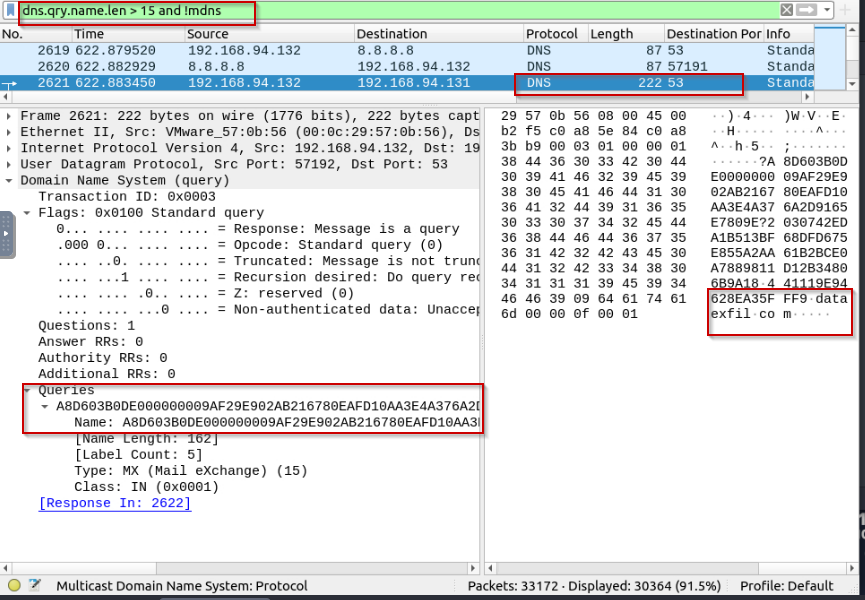 dns.qry.name.len > 15 and !mdns
No. Time Source Destination Protocol Length Destination Por Info
2619 622.879520 192.168.94.132 8.8.8.8 DNS 87 53 Standa
2620 622.882929 8.8.8.8 192.168.94.132 DNS 87 57191 Standa
2621 622.883450 192.168.94.132 192.168.94.131 DNS 222 53 Standa
Frame 2621: 222 bytes on wire (1776 bits), 222 bytes capt
Ethernet II, Src: VMware_57:0b:56 (00:0c:29:57:0b:56), Ds
Internet Protocol Version 4, Src: 192.168.94.132, Dst: 19
User Datagram Protocol, Src Port: 57192, Dst Port: 53
Domain Name System (query)
Transaction ID: 0x0003
Flags: 0x0100 Standard query
0... .... .... .... = Response: Message is a query
.000 0... .... .... = Opcode: Standard query (0)
.... ..0. .... .... = Truncated: Message is not trunc
.... ...1 .... .... = Recursion desired: Do query rec
.... .... .0.. .... = Z: reserved (0)
.... .... ...0 .... = Non-authenticated data: Unaccep
Questions: 1
Answer RRs: 0
Authority RRs: 0
Additional RRs: 0
Queries
A8D603B0DE000000009AF29E902AB216780EAFD10AA3E4A376A2D
Name: A8D603B0DE000000009AF29E902AB216780EAFD10AA3
[Name Length: 162]
[Label Count: 5]
Type: MX (Mail eXchange) (15)
Class: IN (0x0001)
[Response In: 2622]
29 57 0b 56 08 00 45 00 ··)·4··· )W·V··E·
b2 f5 c0 a8 5e 84 c0 a8 ·H······ ····^···
3b b9 00 03 01 00 00 01 ^··h·5·· ;·······
38 44 36 30 33 42 30 44 ·······?A 8D603B0D
30 39 41 46 32 39 45 39 E0000000 09AF29E9
38 30 45 41 46 44 31 30 02AB2167 80EAFD10
36 41 32 44 39 31 36 35 AA3E4A37 6A2D9165
30 33 30 37 34 32 45 44 E7809E?2 030742ED
36 38 44 46 44 36 37 35 A1B513BF 68DFD675
36 31 42 32 42 43 45 30 E855A2AA 61B2BCE0
44 31 32 42 33 34 38 30 A7889811 D12B3480
34 31 31 31 39 45 39 34 6B9A18·4 41119E94
46 46 39 09 64 61 74 61 628EA35F FF9·data
6d 00 00 0f 00 01 exfil·co m·····
Multicast Domain Name System: Protocol Packets: 33172 · Displayed: 30364 (91.5%) Profile: Default